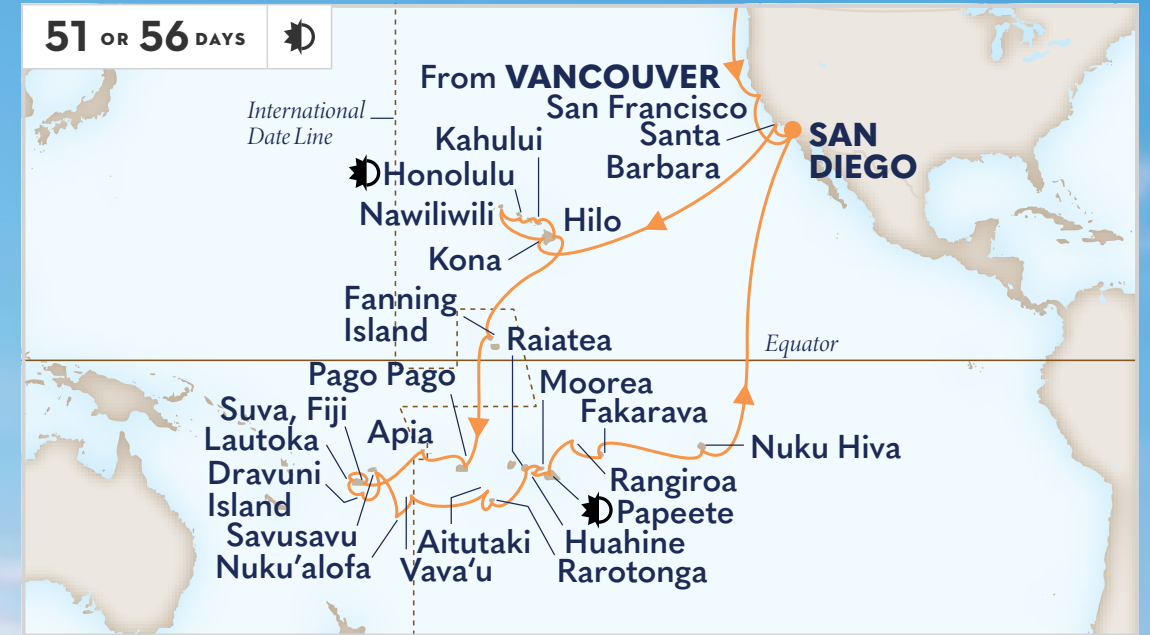 51 OR 56 DAYS
From VANCOUVER
San Francisco
Santa
Barbara
SAN
DIEGO
International
Date Line
Kahului
Honolulu
Nawiliwili
Hilo
Kona
Fanning
Island
Raiatea
Equator
Pago Pago
Moorea
Suva, Fiji
Fakarava
Lautoka
Apia
Nuku Hiva
Dravuni
Island
Rangiroa
Papeete
Savusavu
Aitutaki
Huahine
Nuku'alofa
Vava'u
Rarotonga